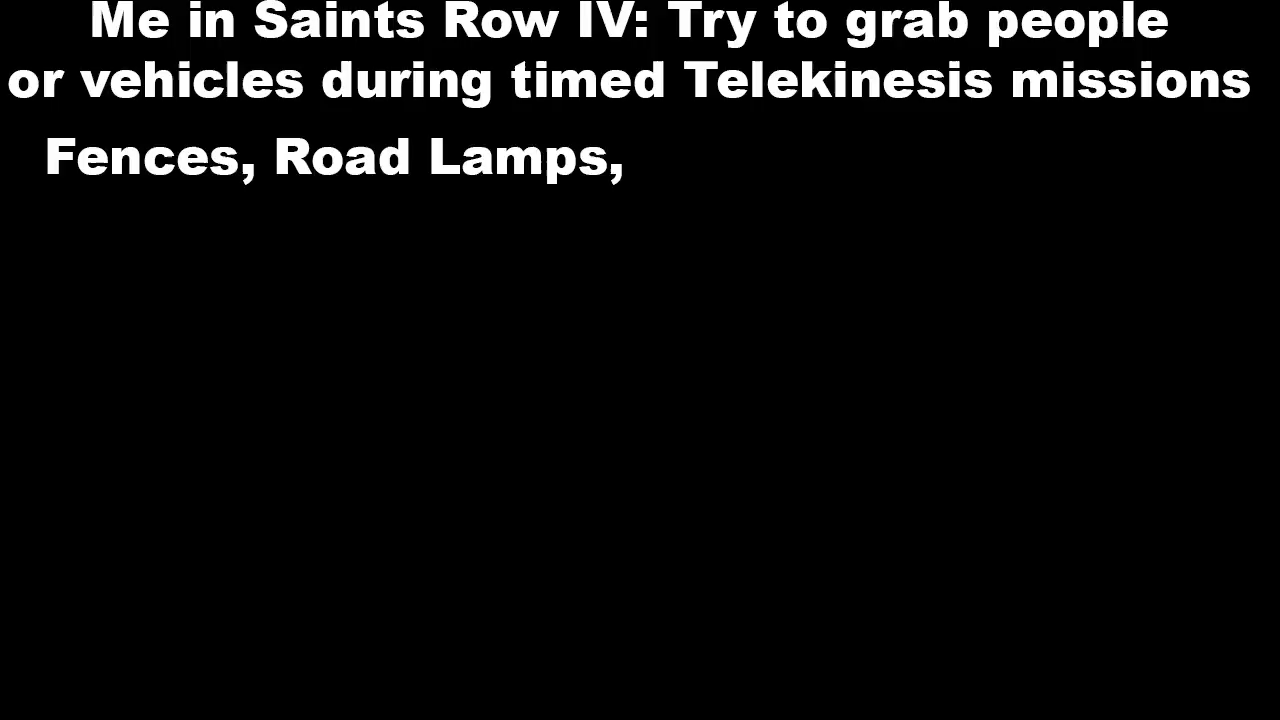 Me in Saints Row IV: Try to grab people
or vehicles during timed Telekinesis missions
Fences, Road Lamps,